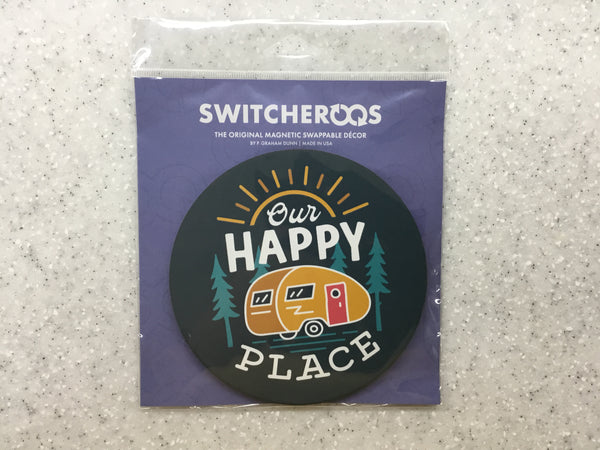 SWITCHEROOS
THE ORIGINAL MAGNETIC SWAPPABLE DÉCOR
BY P. GRAHAM DUNN | MADE IN USA
Our
HAPPY
PLACE